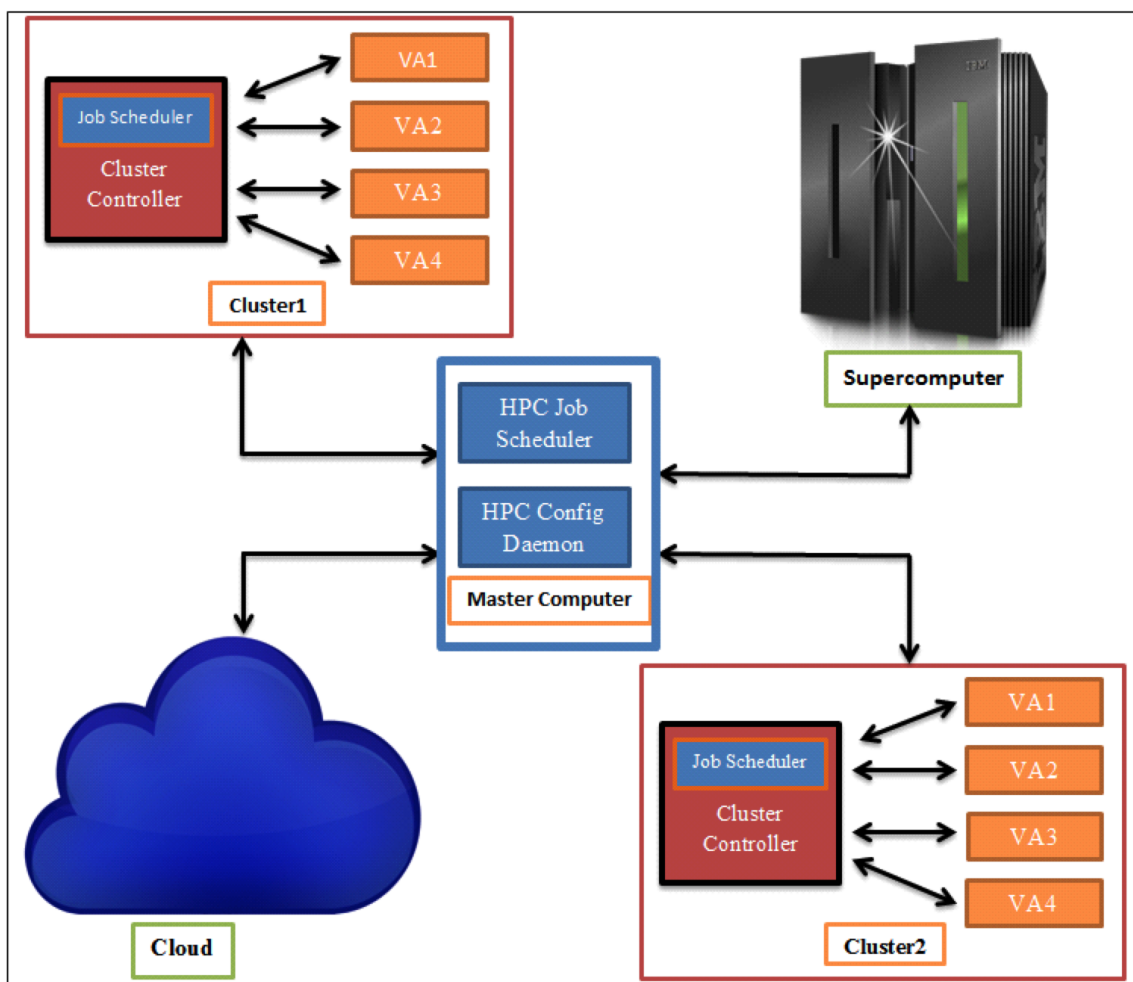 VA1
Job Scheduler
VA2
Cluster
Controller
VA3
VA4
Cluster1
IBM
Supercomputer
HPC Job
Scheduler
HPC Config
Daemon
Master Computer
Cloud
VA1
Job Scheduler
VA2
Cluster
Controller
VA3
VA4
Cluster2